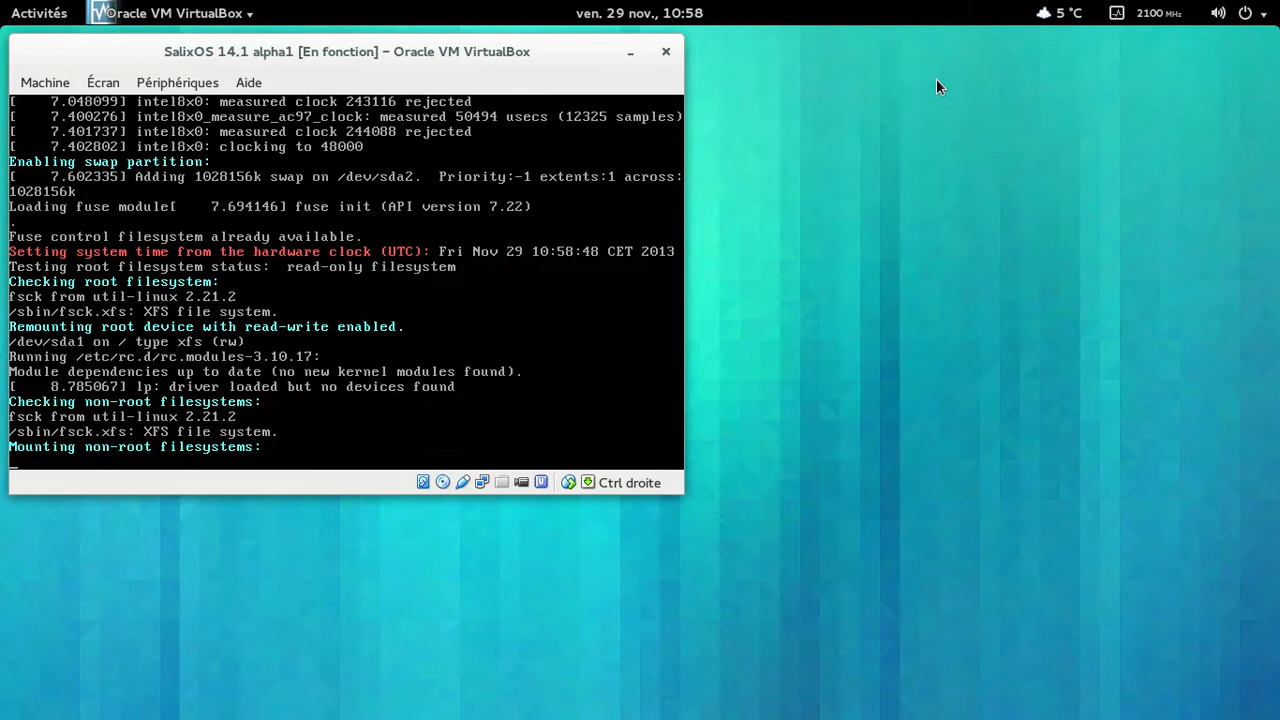 Activités
Oracle VM VirtualBox
ven. 29 nov., 10:58
5 °C
2100 MHz
SalixOS 14.1 alpha1 [En fonction] – Oracle VM VirtualBox
Machine Écran Périphériques Aide
[    7.048099] intel8x0: measured clock 243116 rejected
[    7.400276] intel8x0_measure_ac97_clock: measured 50494 usecs (12325 samples)
[    7.401737] intel8x0: measured clock 244088 rejected
[    7.402802] intel8x0: clocking to 48000
Enabling swap partition:
[    7.602335] Adding 1028156k swap on /dev/sda2.  Priority:-1 extents:1 across:
1028156k
Loading fuse module[    7.694146] fuse init (API version 7.22)
.
Fuse control filesystem already available.
Setting system time from the hardware clock (UTC): Fri Nov 29 10:58:48 CET 2013
Testing root filesystem status:  read-only filesystem
Checking root filesystem:
fsck from util-linux 2.21.2
/sbin/fsck.xfs: XFS file system.
Remounting root device with read-write enabled.
/dev/sda1 on / type xfs (rw)
Running /etc/rc.d/rc.modules-3.10.17:
Module dependencies up to date (no new kernel modules found).
[    8.785067] lp: driver loaded but no devices found
Checking non-root filesystems:
fsck from util-linux 2.21.2
/sbin/fsck.xfs: XFS file system.
Mounting non-root filesystems:
_
Ctrl droite